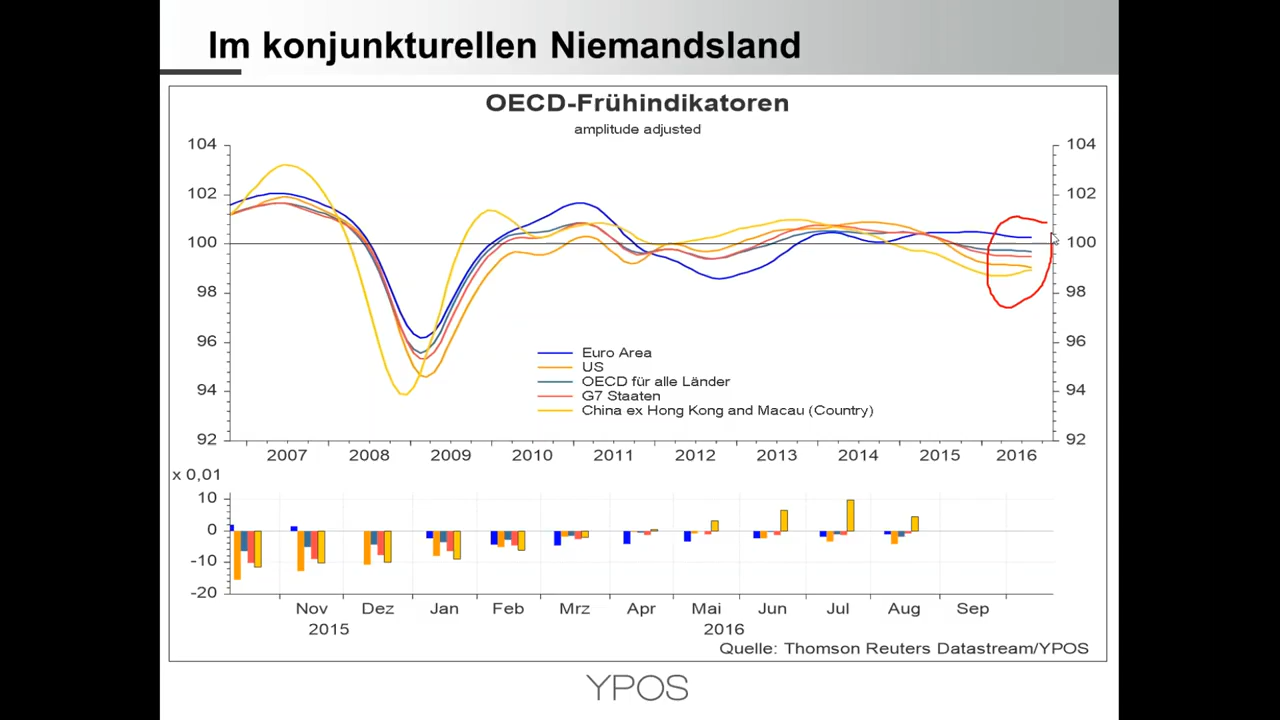 Im konjunkturellen Niemandsland
OECD-Frühindikatoren
amplitude adjusted
104 104
102 102
100 100
98 98
96 96
94 94
92 92
Euro Area
US
OECD für alle Länder
G7 Staaten
China ex Hong Kong and Macau (Country)
2007 2008 2009 2010 2011 2012 2013 2014 2015 2016
x 0,01
10
0
-10
-20
Nov Dez Jan Feb Mrz Apr Mai Jun Jul Aug Sep
2015 2016
Quelle: Thomson Reuters Datastream/YPOS
YPOS